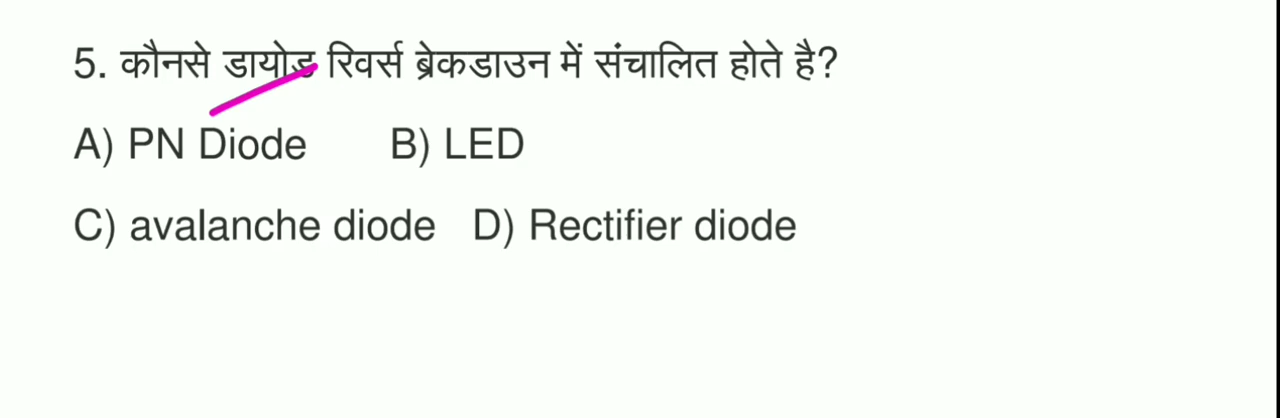 5. कौनसे डायोड रिवर्स ब्रेकडाउन में संचालित होते है?
A) PN Diode B) LED
C) avalanche diode D) Rectifier diode